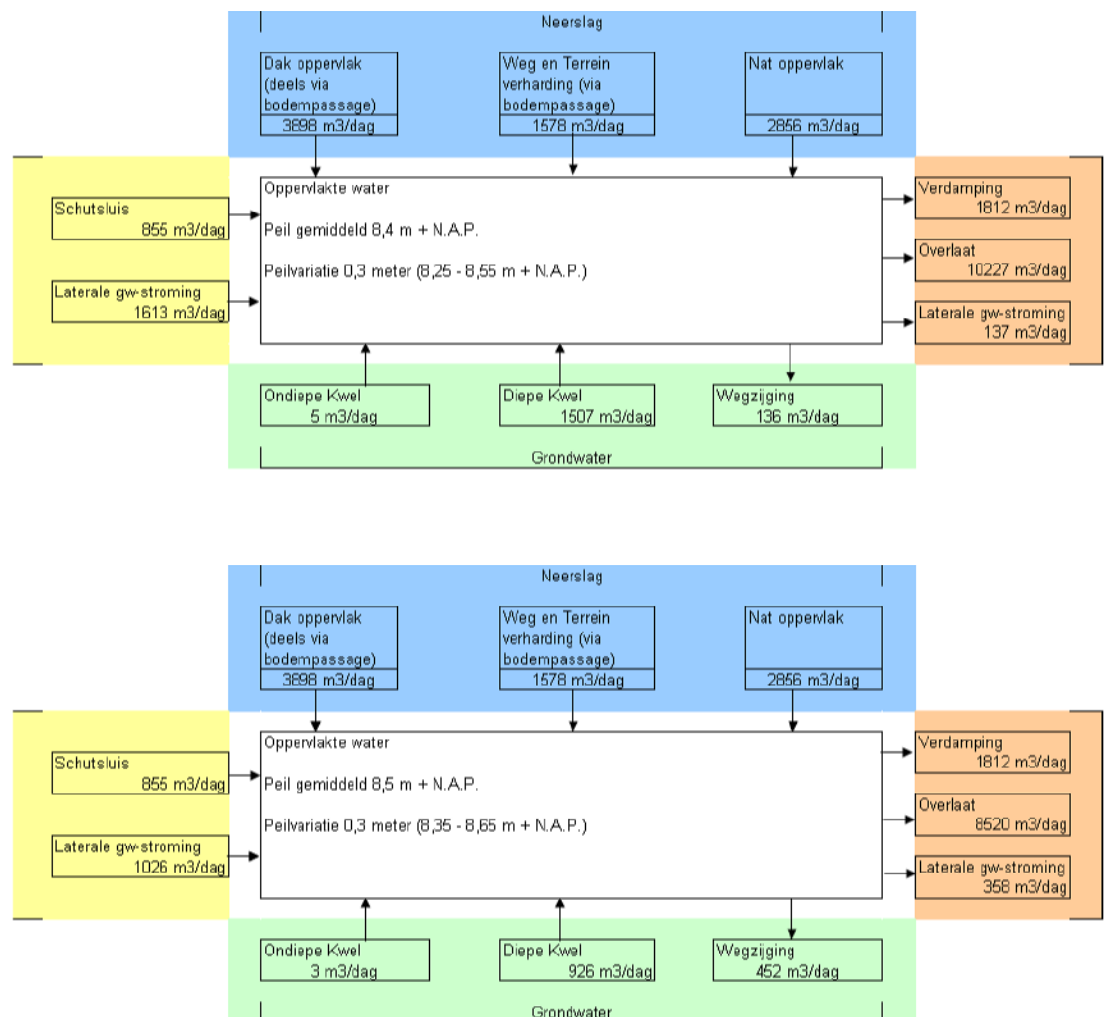 Neerslag
Dak oppervlak
(deels via
bodempassage)
3898 m3/dag
Weg en Terrein
verharding (via
bodempassage)
1578 m3/dag
Nat oppervlak
2856 m3/dag
Schutsluis
855 m3/dag
Laterale gw-stroming
1613 m3/dag
Oppervlakte water
Peil gemiddeld 8,4 m + N.A.P.
Peilvariatie 0,3 meter (8,25 - 8,55 m + N.A.P.)
Verdamping
1812 m3/dag
Overlaat
10227 m3/dag
Laterale gw-stroming
137 m3/dag
Ondiepe Kwel
5 m3/dag
Diepe Kwel
1507 m3/dag
Wegzijging
136 m3/dag
Grondwater
Neerslag
Dak oppervlak
(deels via
bodempassage)
3898 m3/dag
Weg en Terrein
verharding (via
bodempassage)
1578 m3/dag
Nat oppervlak
2856 m3/dag
Schutsluis
855 m3/dag
Laterale gw-stroming
1026 m3/dag
Oppervlakte water
Peil gemiddeld 8,5 m + N.A.P.
Peilvariatie 0,3 meter (8,35 - 8,65 m + N.A.P.)
Verdamping
1812 m3/dag
Overlaat
8520 m3/dag
Laterale gw-stroming
358 m3/dag
Ondiepe Kwel
3 m3/dag
Diepe Kwel
926 m3/dag
Wegzijging
452 m3/dag
Grondwater